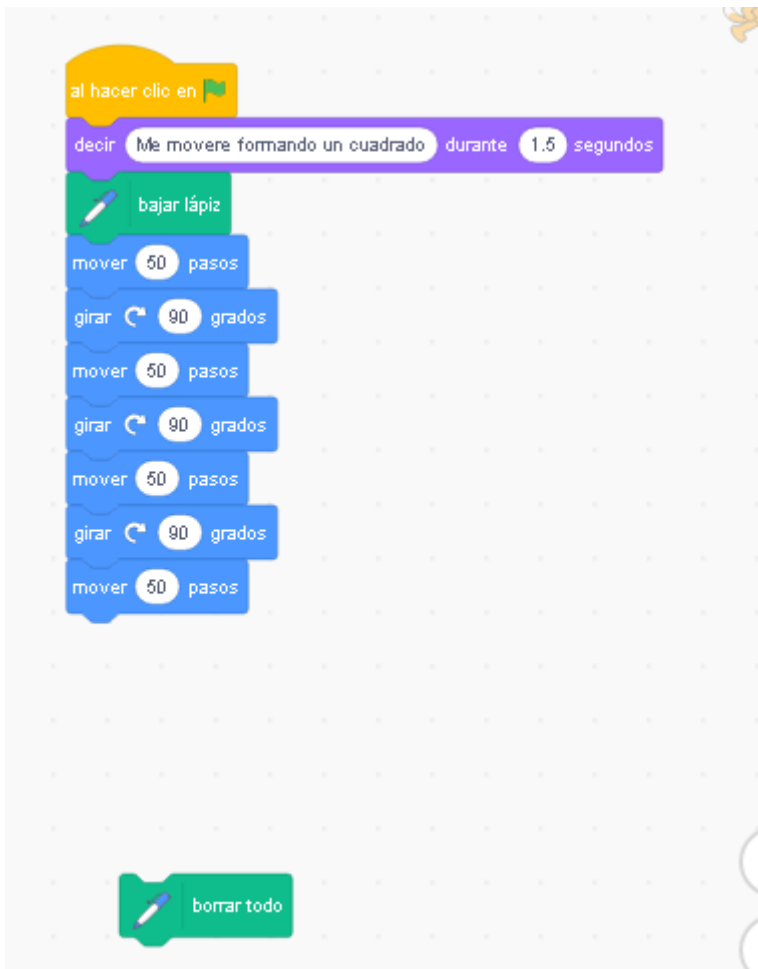 al hacer clic en
decir Me movere formando un cuadrado durante 1.5 segundos
bajar lápiz
mover 50 pasos
girar 90 grados
mover 50 pasos
girar 90 grados
mover 50 pasos
girar 90 grados
mover 50 pasos
borrar todo